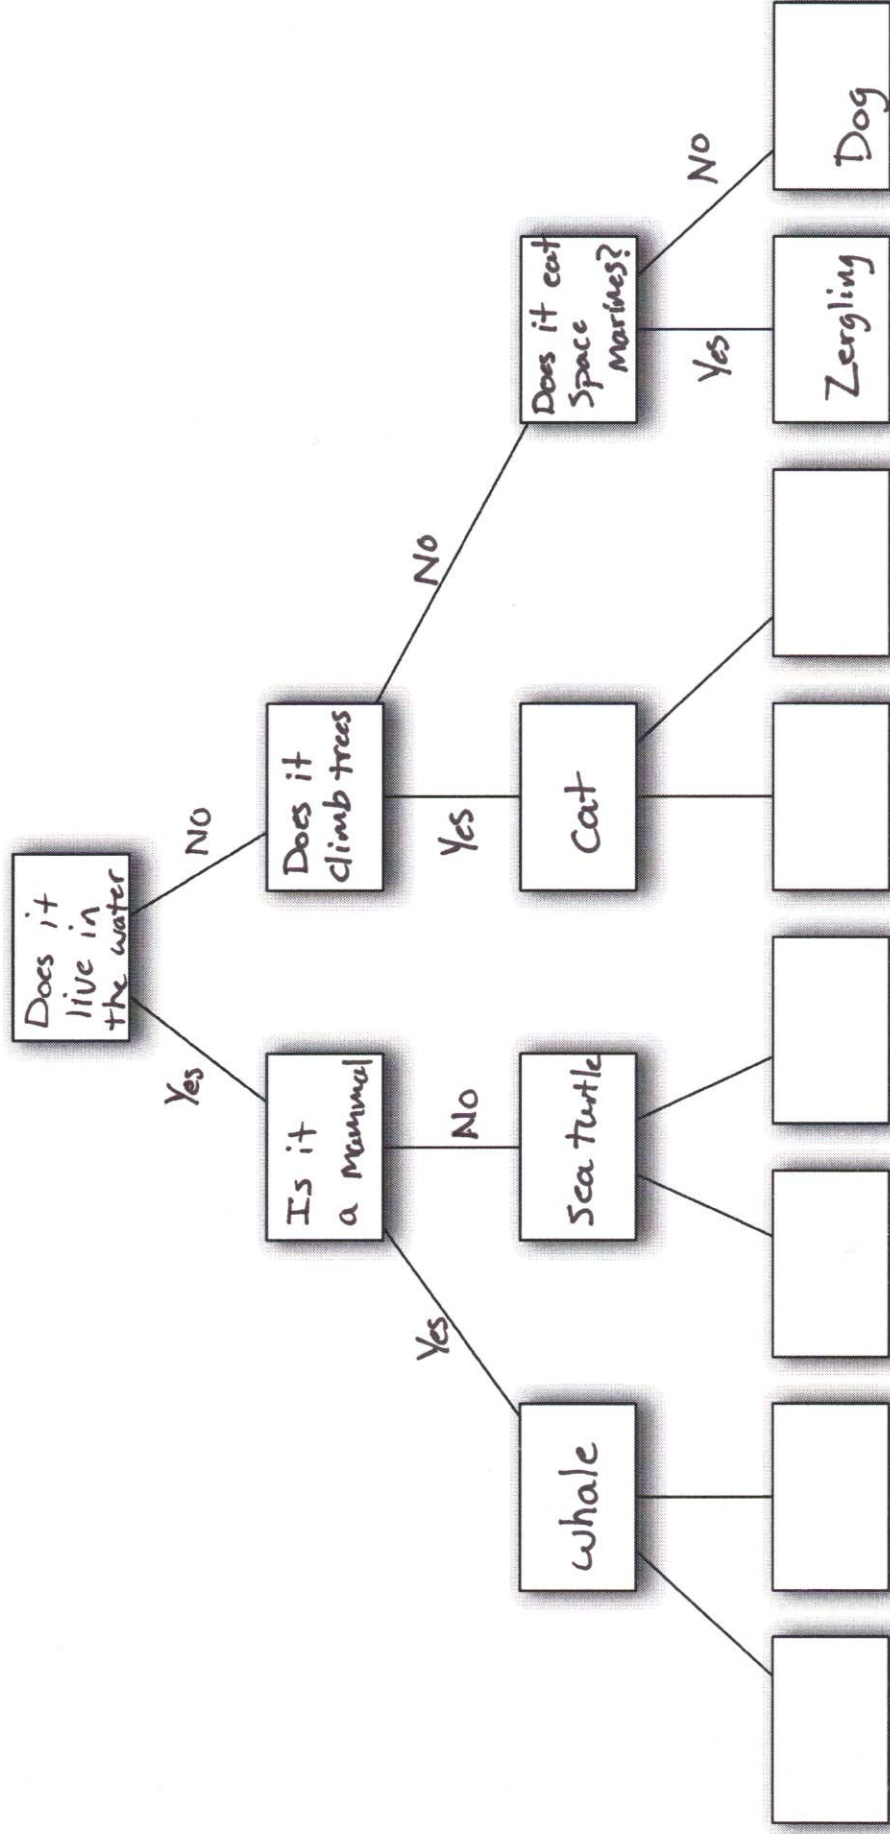 Does it
live in
the water
Yes
NO
Is it
a mammal
Does it
climb trees
Yes
NO
Yes
NO
whale
sea turtle
cat
Does it eat
Space
Marines?
Yes
NO
Zergling
Dog